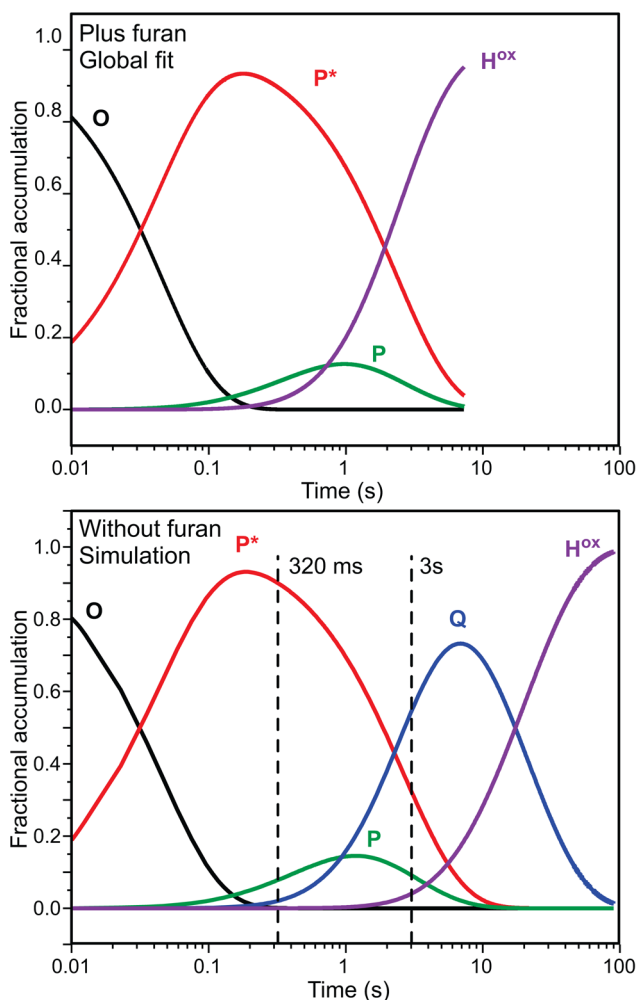 Plus furan
Global fit
O
P*
P
H^ox
Fractional accumulation
1.0
0.8
0.6
0.4
0.2
0.0
0.01
0.1
1
10
100
Time (s)
Without furan
Simulation
O
P*
320 ms
3s
Q
P
H^ox
Fractional accumulation
1.0
0.8
0.6
0.4
0.2
0.0
0.01
0.1
1
10
100
Time (s)